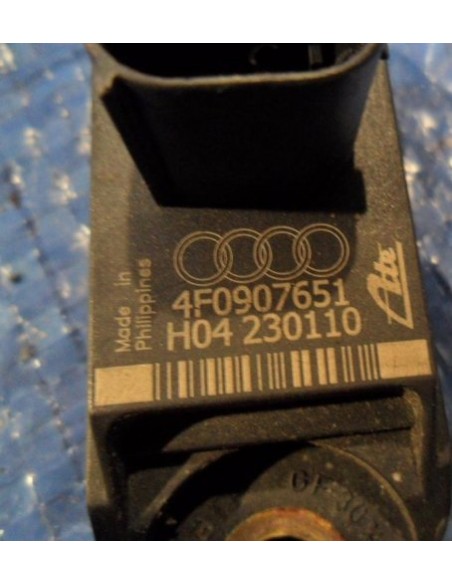 Made in
Philippines
4F0907651
H04 230110
Ate